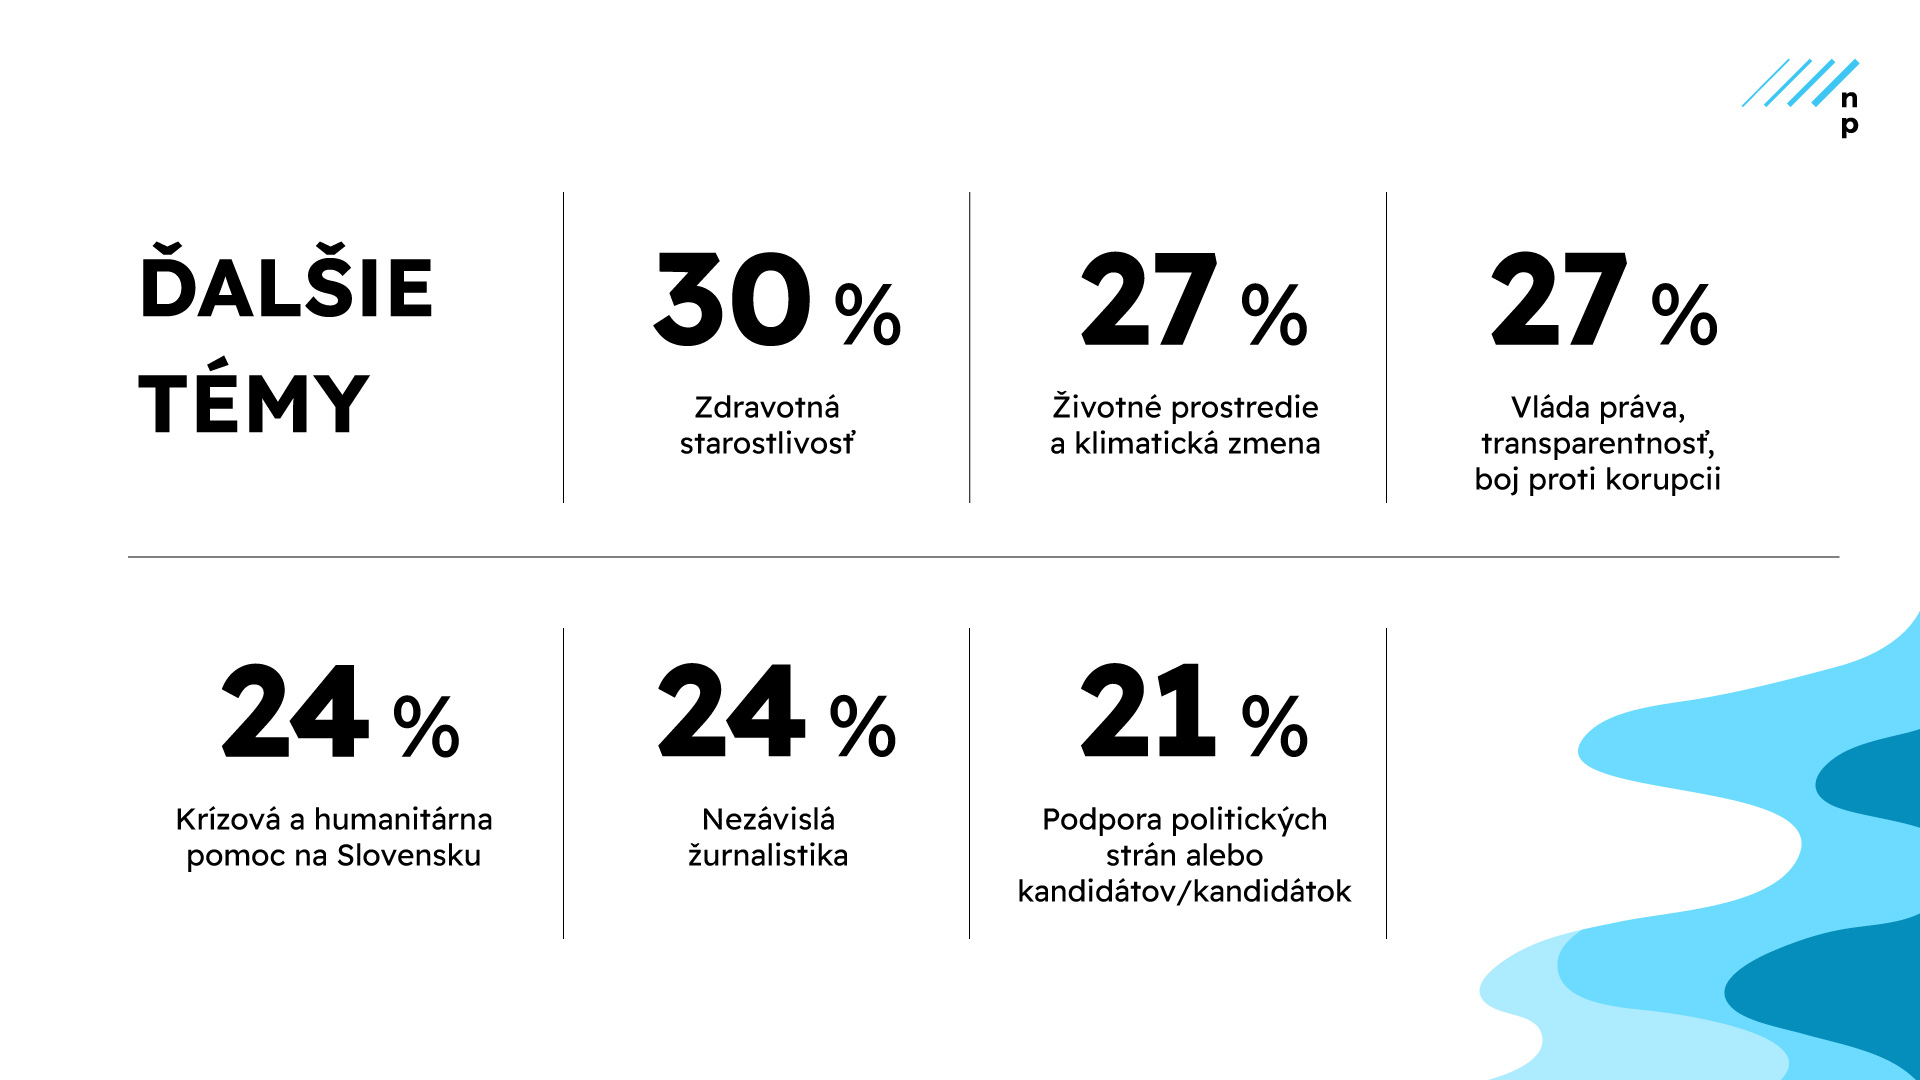 n
p
ĎALŠIE
TÉMY
30 %
Zdravotná
starostlivosť
27 %
Životné prostredie
a klimatická zmena
27 %
Vláda práva,
transparentnosť,
boj proti korupcii
24 %
Krízová a humanitárna
pomoc na Slovensku
24 %
Nezávislá
žurnalistika
21 %
Podpora politických
strán alebo
kandidátov/kandidátok